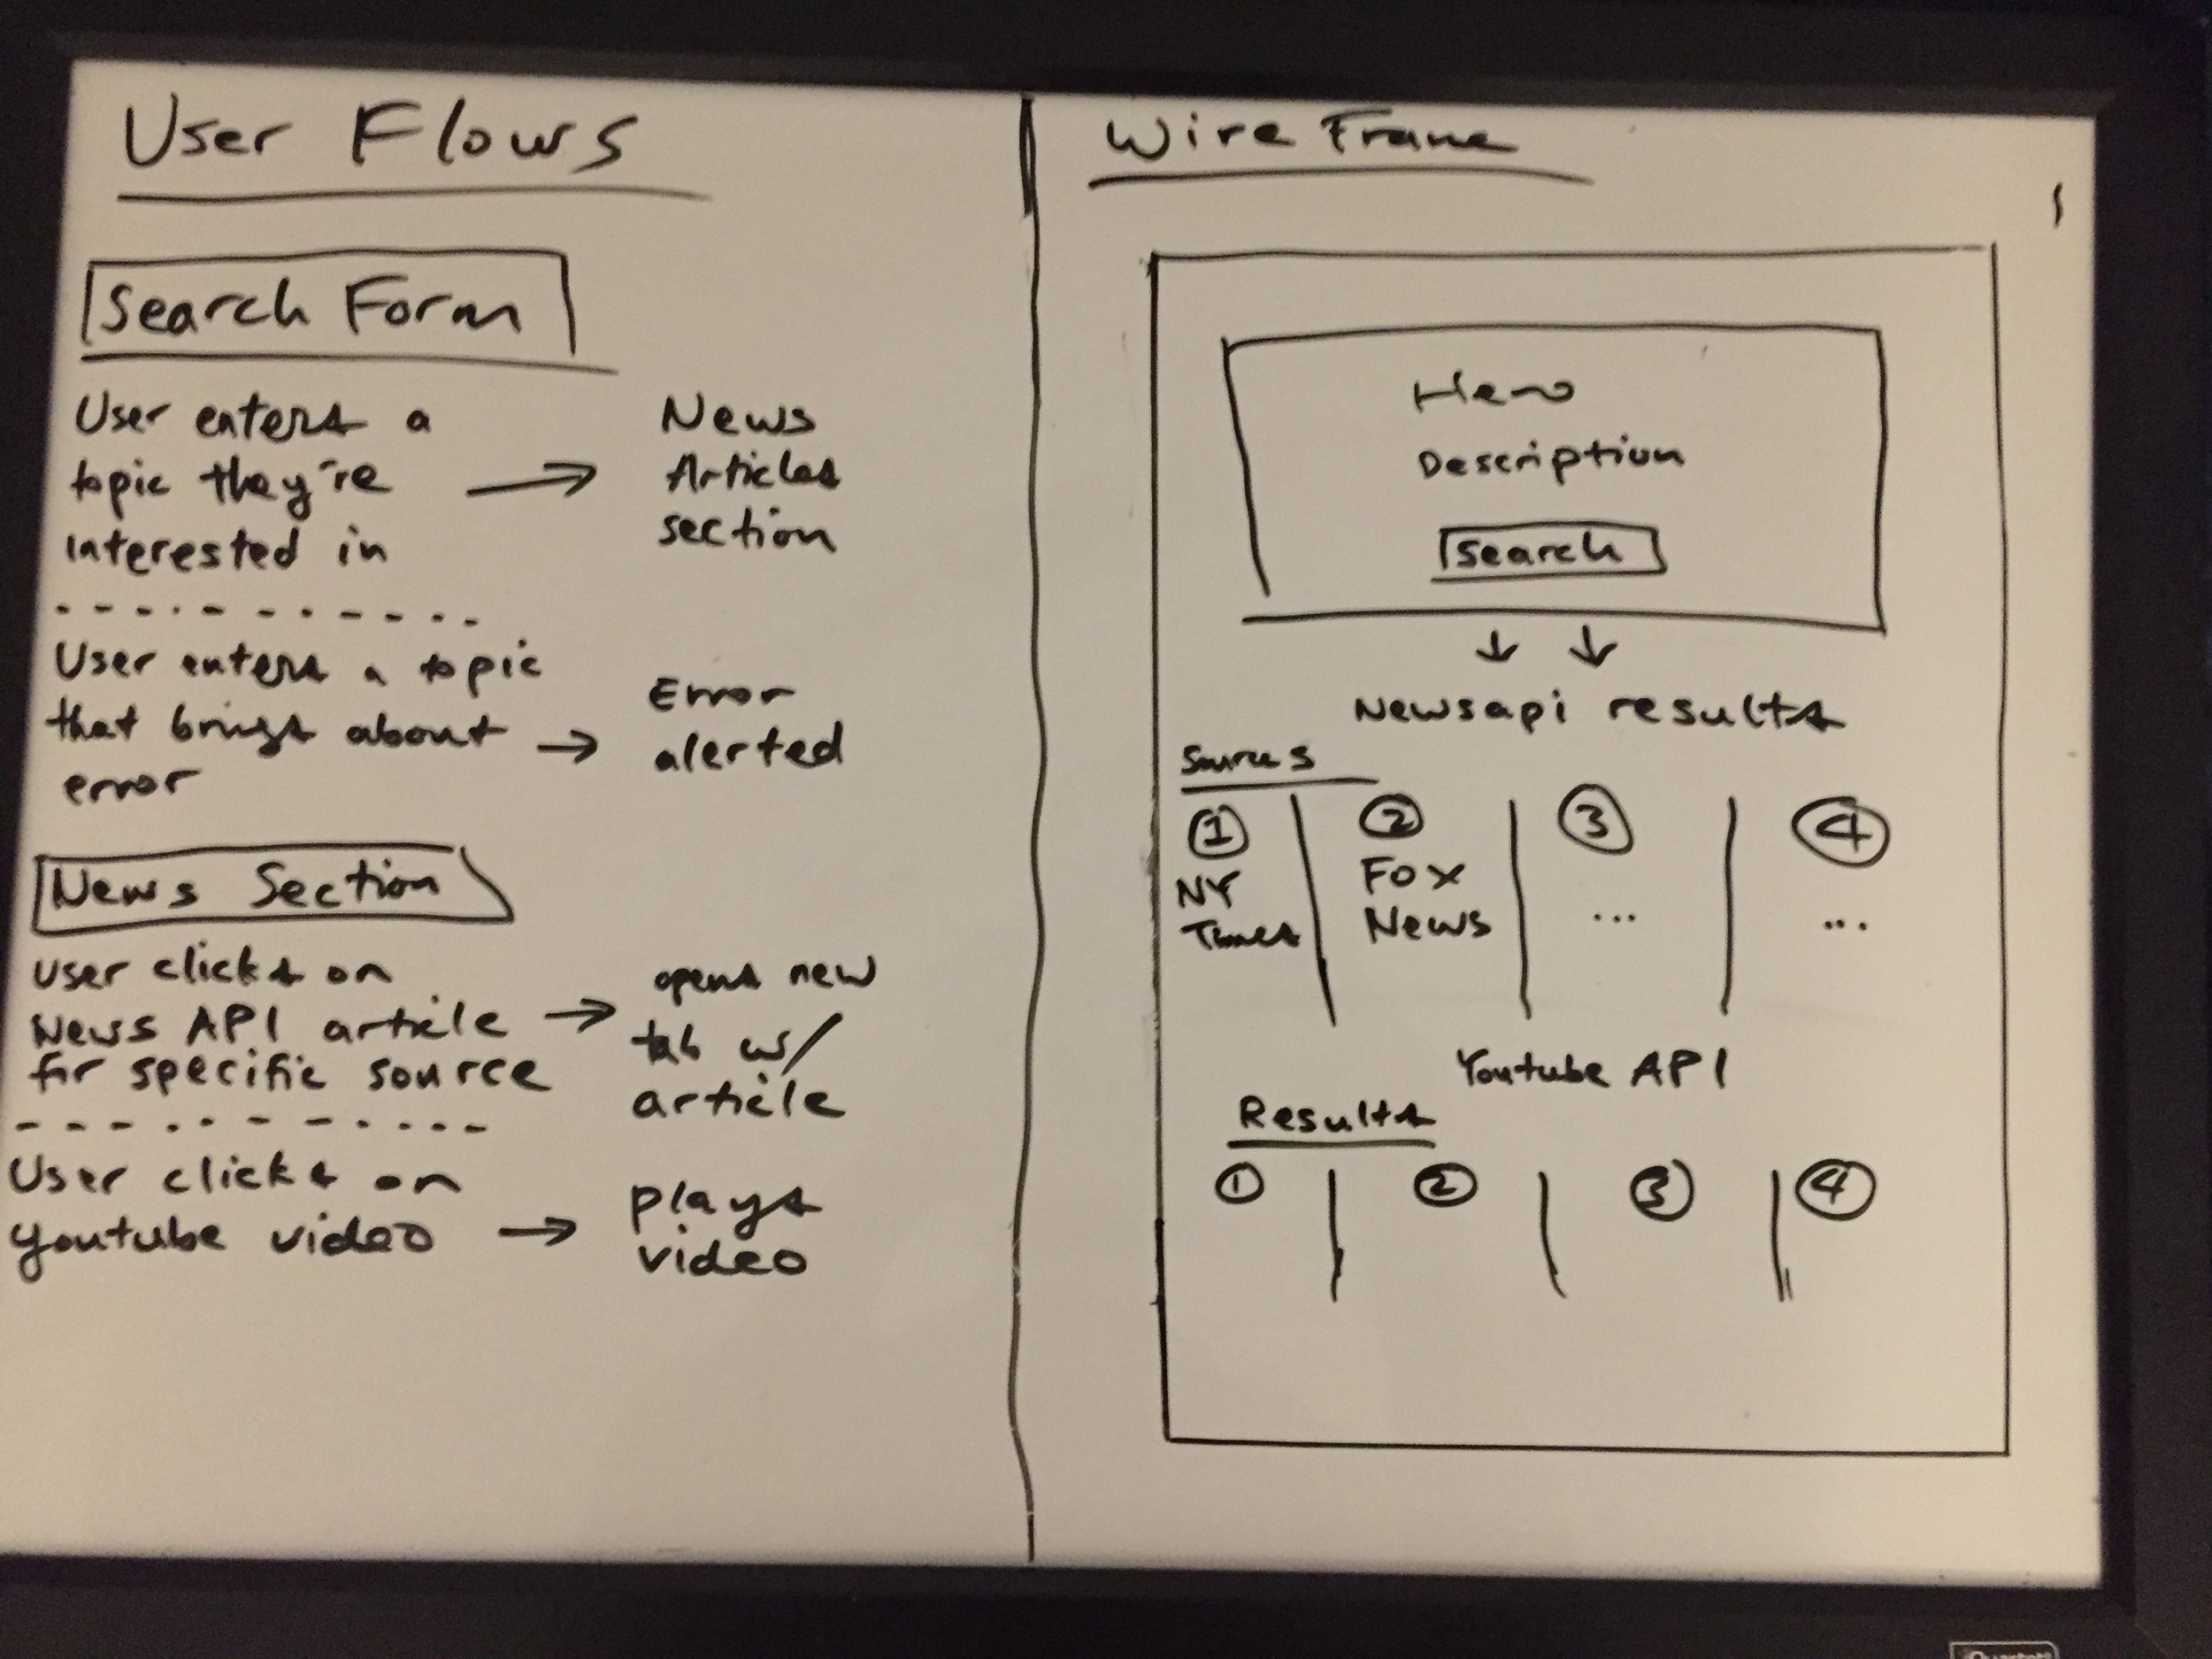 User Flows
Search Form
User enters a
topic they're
interested in
News
Articles
section
User enters a topic
that brings about
error
Error
alerted
News Section
User clicks on
News API article
for specific source
opens new
tab w/
article
User clicks on
youtube video
plays
video
Wire Frame
Hero
Description
Search
Newsapi results
Sources
1
NY
Times
2
Fox
News
3
...
4
...
Youtube API
Results
1
2
3
4